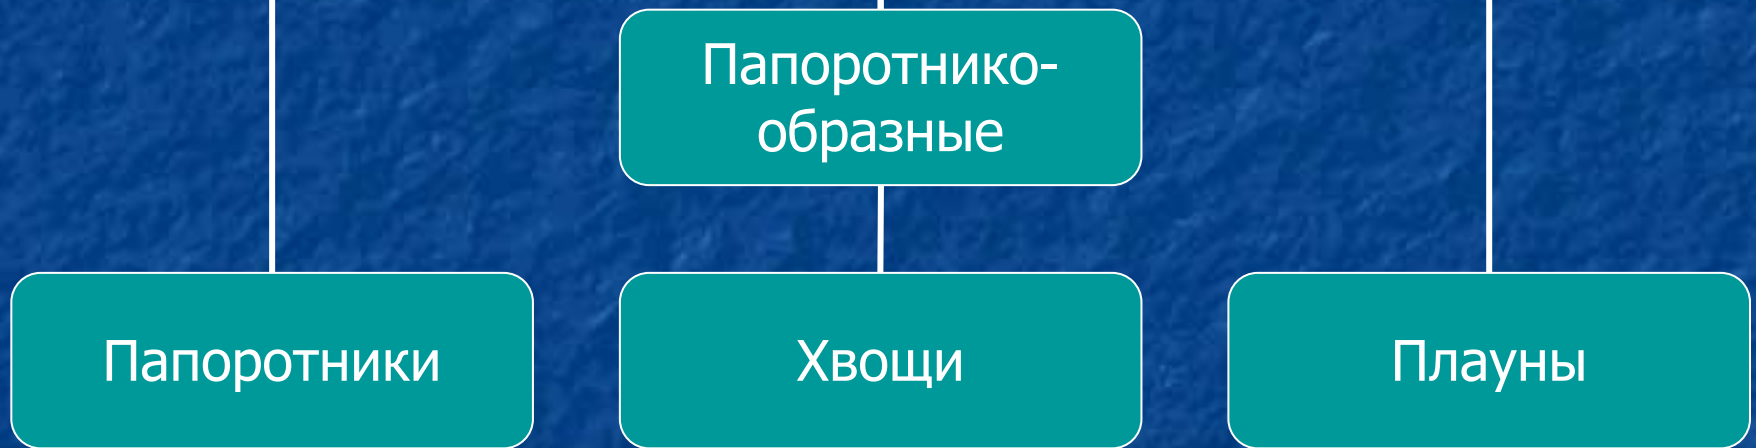 Папоротнико-
образные
Папоротники
Хвощи
Плауны